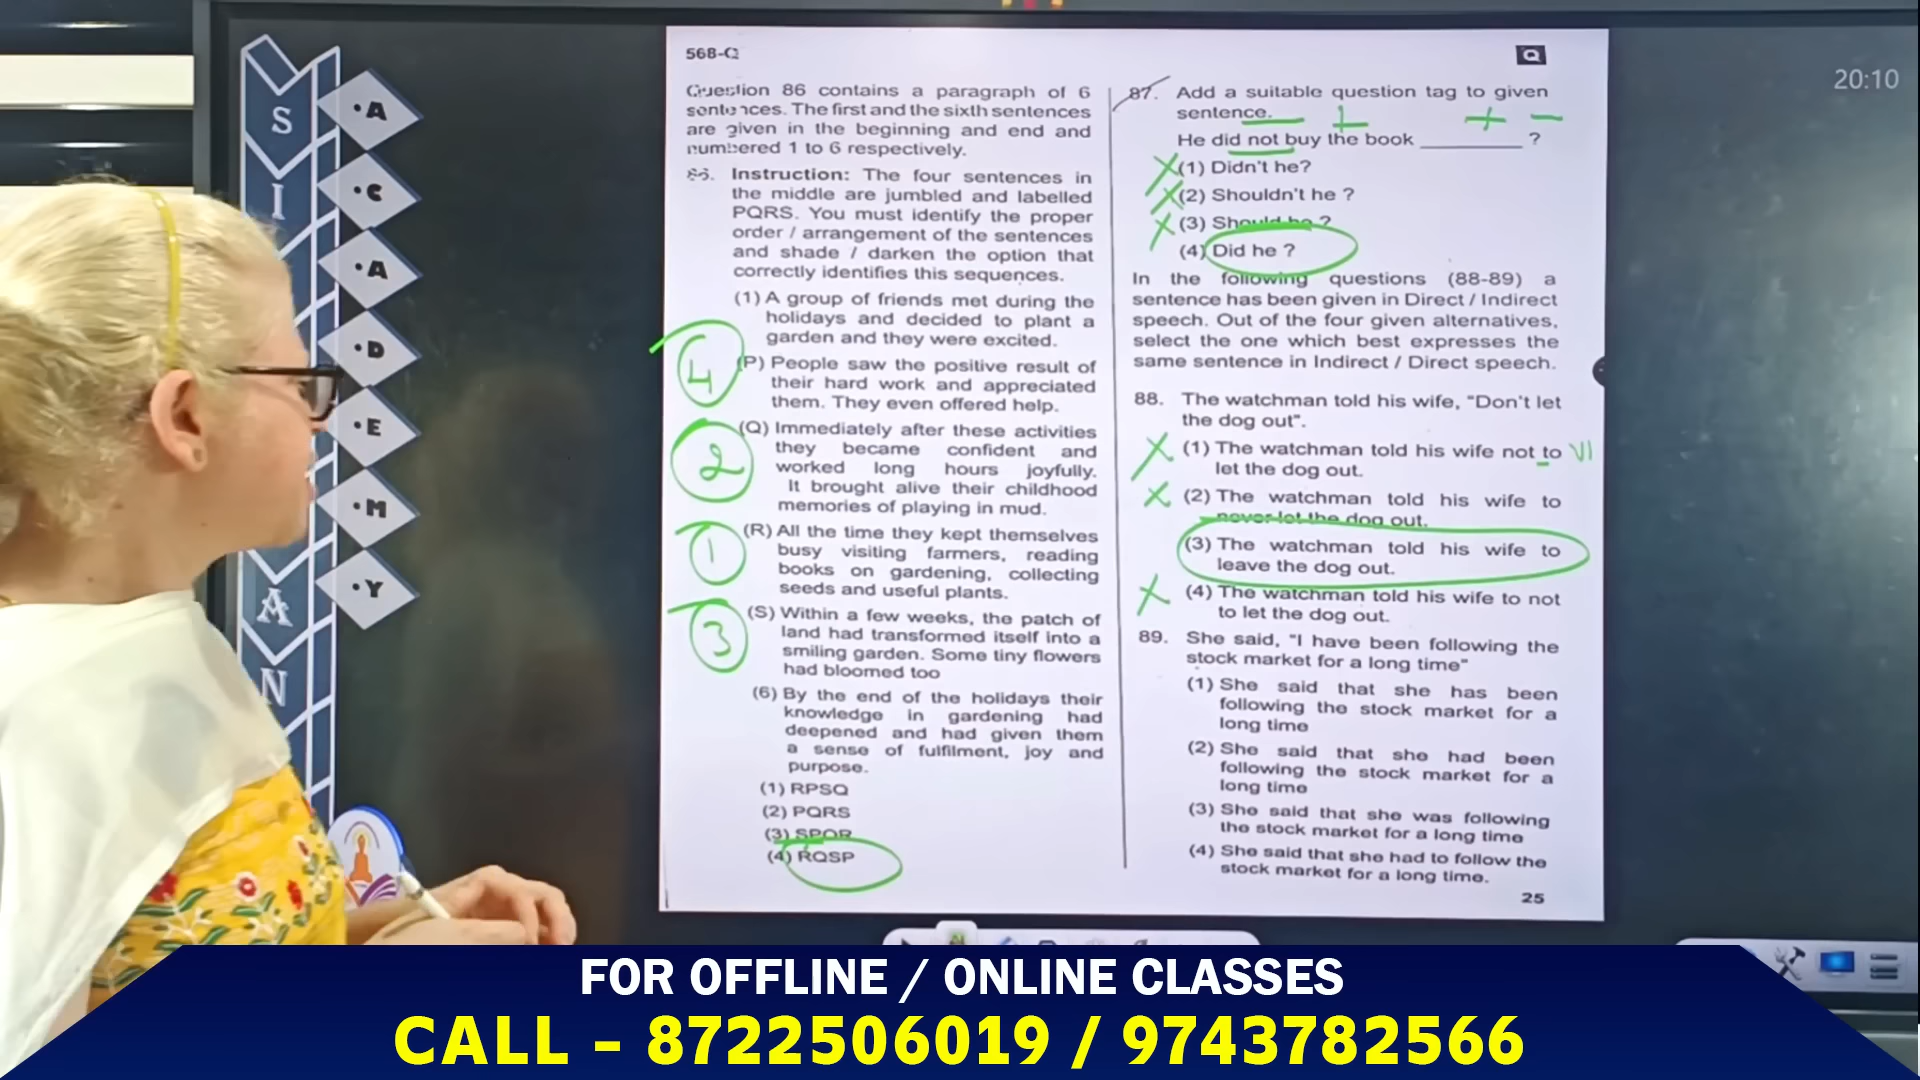 S
I
A
N
•A
•C
•A
•D
•E
•M
•Y
20:10
568-Q
Q
Question 86 contains a paragraph of 6
sentences. The first and the sixth sentences
are given in the beginning and end and
numbered 1 to 6 respectively.
86. Instruction: The four sentences in
the middle are jumbled and labelled
PQRS. You must identify the proper
order / arrangement of the sentences
and shade / darken the option that
correctly identifies this sequences.
(1) A group of friends met during the
holidays and decided to plant a
garden and they were excited.
4
(P) People saw the positive result of
their hard work and appreciated
them. They even offered help.
2
(Q) Immediately after these activities
they became confident and
worked long hours joyfully.
It brought alive their childhood
memories of playing in mud.
1
(R) All the time they kept themselves
busy visiting farmers, reading
books on gardening, collecting
seeds and useful plants.
3
(S) Within a few weeks, the patch of
land had transformed itself into a
smiling garden. Some tiny flowers
had bloomed too
(6) By the end of the holidays their
knowledge in gardening had
deepened and had given them
a sense of fulfilment, joy and
purpose.
(1) RPSQ
(2) PQRS
(3) SPQR
(4) RQSP
87. Add a suitable question tag to given
sentence.
+ + −
He did not buy the book ________ ?
(1) Didn't he?
(2) Shouldn't he ?
(3) Should he ?
(4) Did he ?
In the following questions (88-89) a
sentence has been given in Direct / Indirect
speech. Out of the four given alternatives,
select the one which best expresses the
same sentence in Indirect / Direct speech.
88. The watchman told his wife, "Don't let
the dog out".
(1) The watchman told his wife not to V1
let the dog out.
(2) The watchman told his wife to
never let the dog out.
(3) The watchman told his wife to
leave the dog out.
(4) The watchman told his wife to not
to let the dog out.
89. She said, "I have been following the
stock market for a long time"
(1) She said that she has been
following the stock market for a
long time
(2) She said that she had been
following the stock market for a
long time
(3) She said that she was following
the stock market for a long time
(4) She said that she had to follow the
stock market for a long time.
25
FOR OFFLINE / ONLINE CLASSES
CALL – 8722506019 / 9743782566